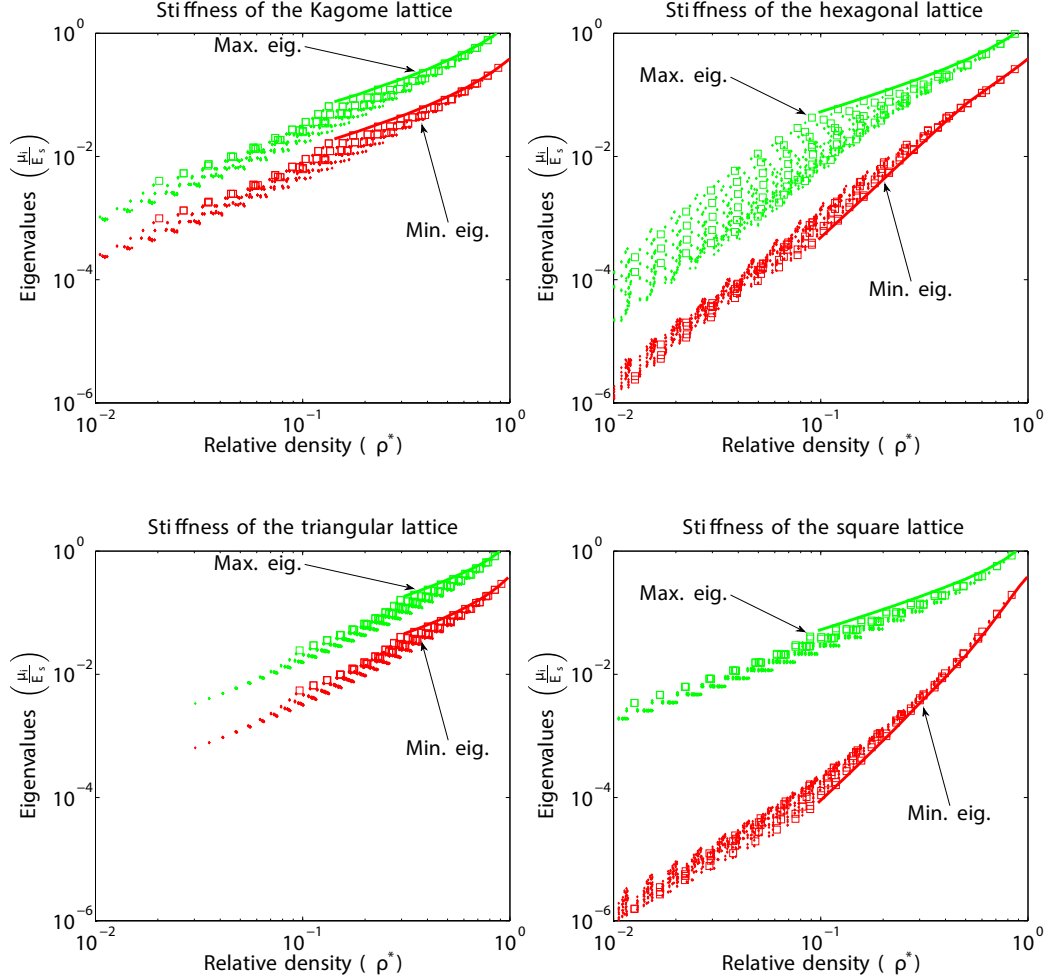 Stiffness of the Kagome lattice
Max. eig.
Min. eig.
Eigenvalues (μi/Es)
10^0
10^-2
10^-4
10^-6
10^-2
10^-1
10^0
Relative density ( ρ*)
Stiffness of the hexagonal lattice
Max. eig.
Min. eig.
Eigenvalues (μi/Es)
10^0
10^-2
10^-4
10^-6
10^-2
10^-1
10^0
Relative density ( ρ*)
Stiffness of the triangular lattice
Max. eig.
Min. eig.
Eigenvalues (μi/Es)
10^0
10^-2
10^-4
10^-6
10^-2
10^-1
10^0
Relative density ( ρ*)
Stiffness of the square lattice
Max. eig.
Min. eig.
Eigenvalues (μi/Es)
10^0
10^-2
10^-4
10^-6
10^-2
10^-1
10^0
Relative density ( ρ*)